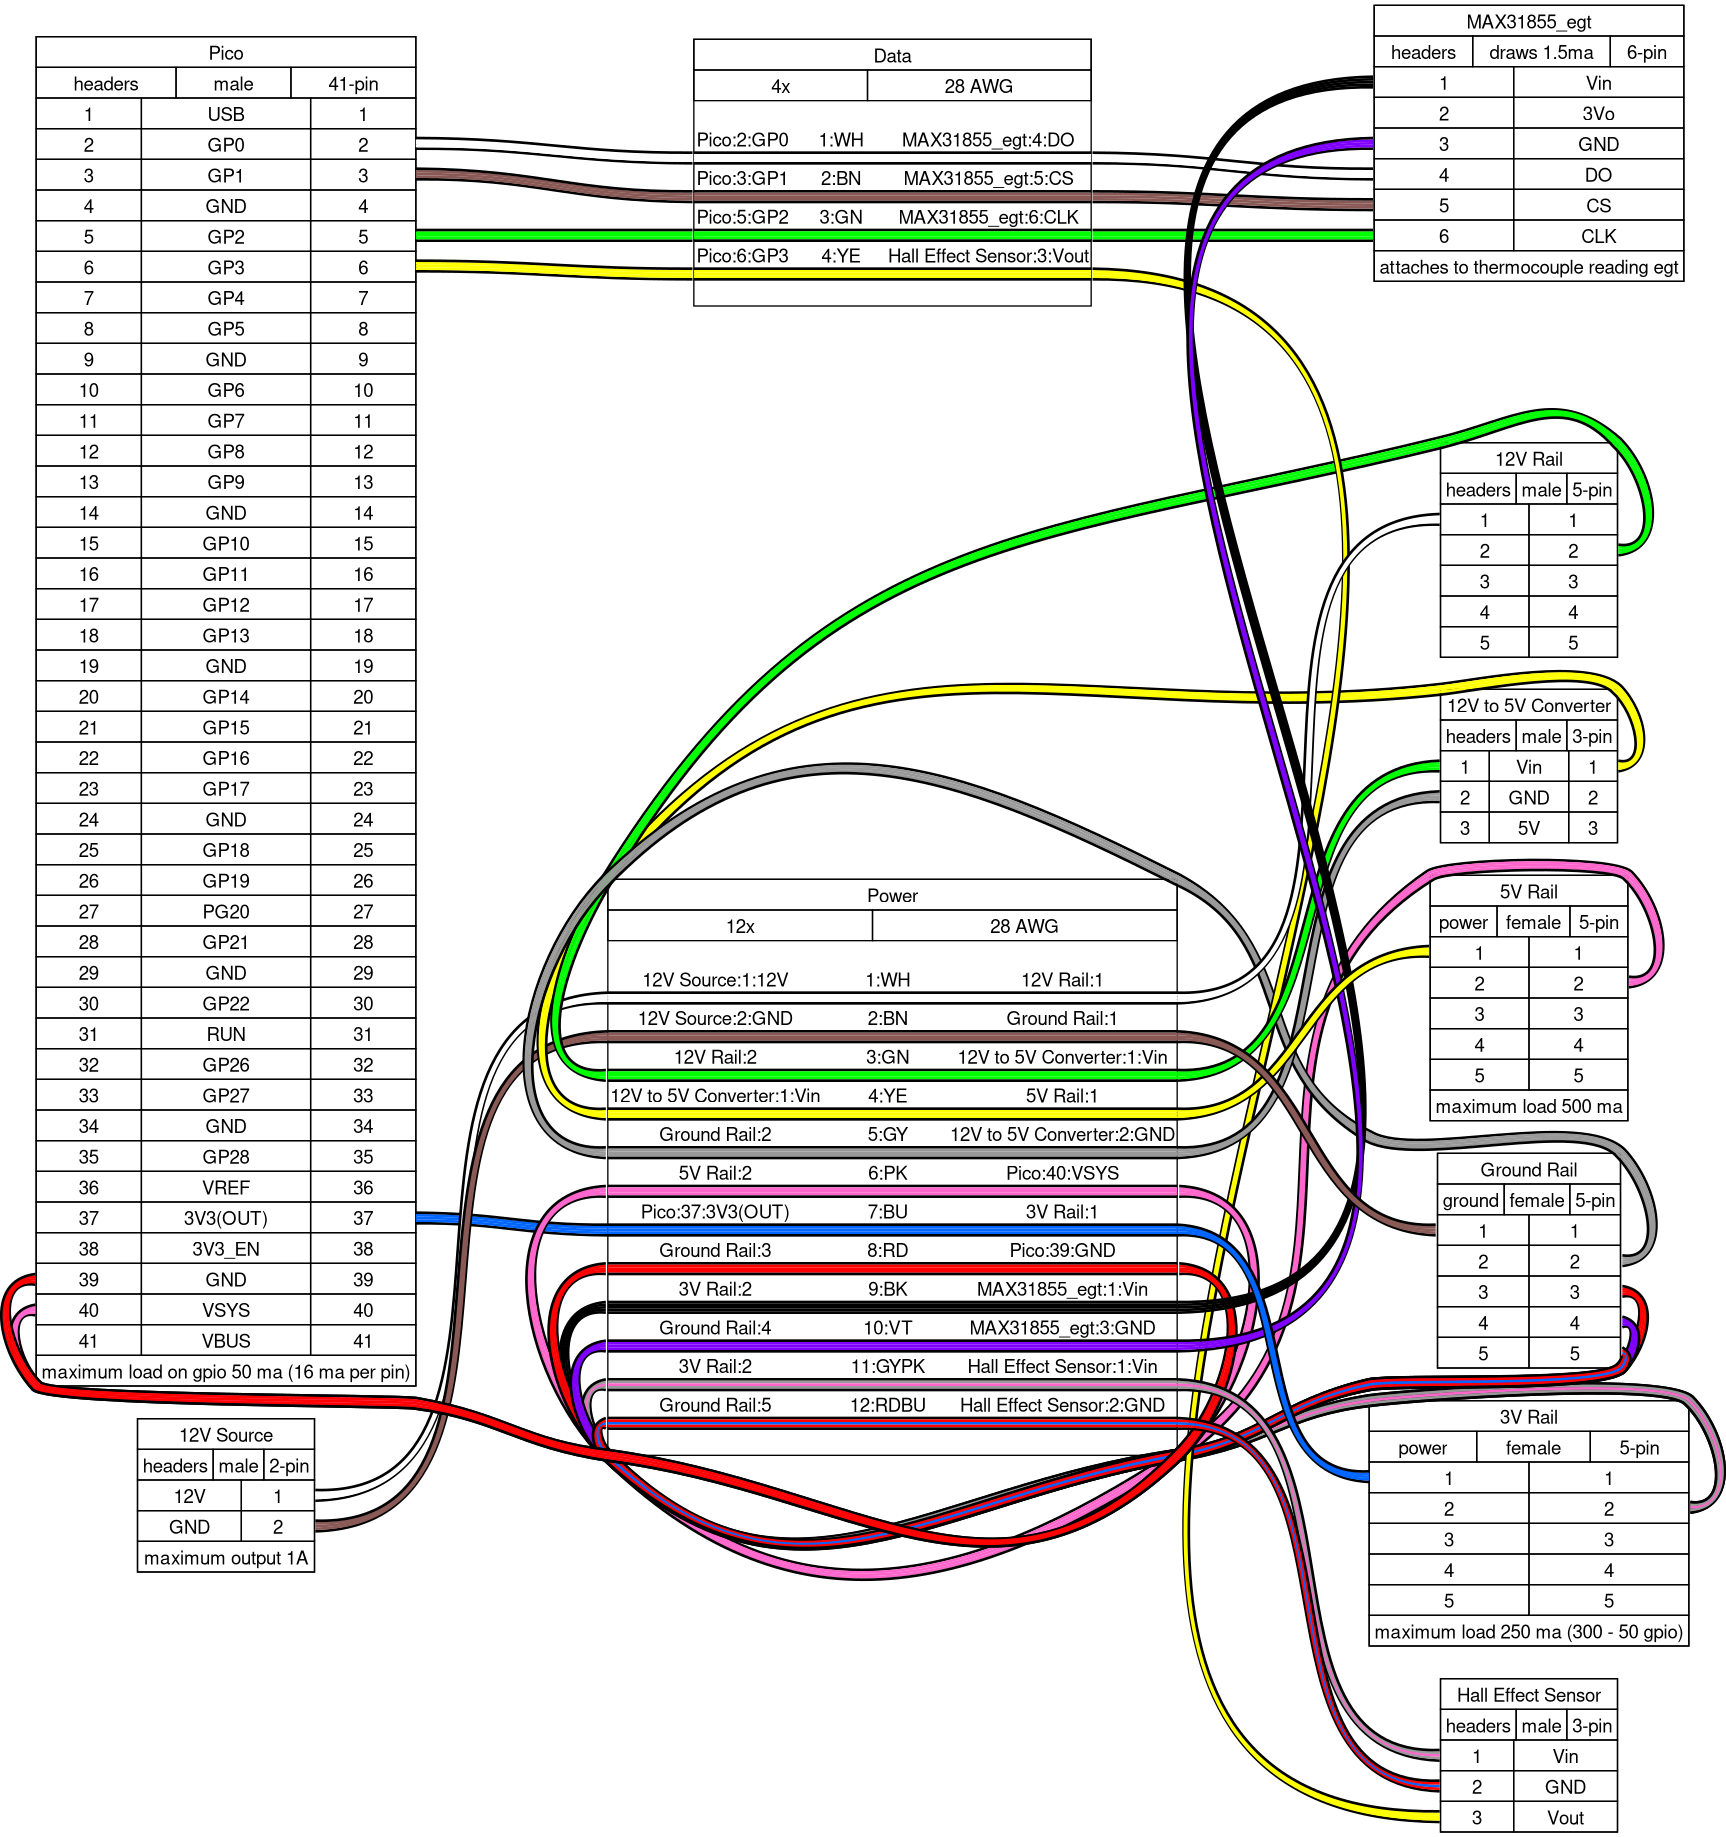 Pico
headers male 41-pin
1 USB 1
2 GP0 2
3 GP1 3
4 GND 4
5 GP2 5
6 GP3 6
7 GP4 7
8 GP5 8
9 GND 9
10 GP6 10
11 GP7 11
12 GP8 12
13 GP9 13
14 GND 14
15 GP10 15
16 GP11 16
17 GP12 17
18 GP13 18
19 GND 19
20 GP14 20
21 GP15 21
22 GP16 22
23 GP17 23
24 GND 24
25 GP18 25
26 GP19 26
27 PG20 27
28 GP21 28
29 GND 29
30 GP22 30
31 RUN 31
32 GP26 32
33 GP27 33
34 GND 34
35 GP28 35
36 VREF 36
37 3V3(OUT) 37
38 3V3_EN 38
39 GND 39
40 VSYS 40
41 VBUS 41
maximum load on gpio 50 ma (16 ma per pin)
12V Source
headers male 2-pin
12V 1
GND 2
maximum output 1A
Data
4x 28 AWG
Pico:2:GP0 1:WH MAX31855_egt:4:DO
Pico:3:GP1 2:BN MAX31855_egt:5:CS
Pico:5:GP2 3:GN MAX31855_egt:6:CLK
Pico:6:GP3 4:YE Hall Effect Sensor:3:Vout
Power
12x 28 AWG
12V Source:1:12V 1:WH 12V Rail:1
12V Source:2:GND 2:BN Ground Rail:1
12V Rail:2 3:GN 12V to 5V Converter:1:Vin
12V to 5V Converter:1:Vin 4:YE 5V Rail:1
Ground Rail:2 5:GY 12V to 5V Converter:2:GND
5V Rail:2 6:PK Pico:40:VSYS
Pico:37:3V3(OUT) 7:BU 3V Rail:1
Ground Rail:3 8:RD Pico:39:GND
3V Rail:2 9:BK MAX31855_egt:1:Vin
Ground Rail:4 10:VT MAX31855_egt:3:GND
3V Rail:2 11:GYPK Hall Effect Sensor:1:Vin
Ground Rail:5 12:RDBU Hall Effect Sensor:2:GND
MAX31855_egt
headers draws 1.5ma 6-pin
1 Vin
2 3Vo
3 GND
4 DO
5 CS
6 CLK
attaches to thermocouple reading egt
12V Rail
headers male 5-pin
1 1
2 2
3 3
4 4
5 5
12V to 5V Converter
headers male 3-pin
1 Vin 1
2 GND 2
3 5V 3
5V Rail
power female 5-pin
1 1
2 2
3 3
4 4
5 5
maximum load 500 ma
Ground Rail
ground female 5-pin
1 1
2 2
3 3
4 4
5 5
3V Rail
power female 5-pin
1 1
2 2
3 3
4 4
5 5
maximum load 250 ma (300 - 50 gpio)
Hall Effect Sensor
headers male 3-pin
1 Vin
2 GND
3 Vout